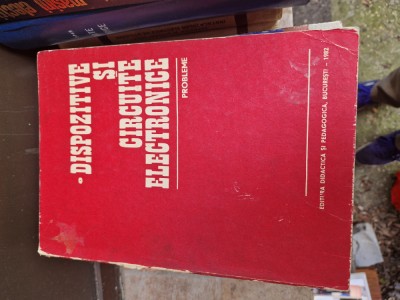 • DISPOZITIVE
ȘI
CIRCUITE
ELECTRONICE
PROBLEME
EDITURA DIDACTICĂ ȘI PEDAGOGICĂ, BUCUREȘTI - 1982